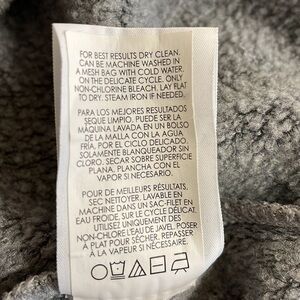 FOR BEST RESULTS DRY CLEAN.
CAN BE MACHINE WASHED IN
A MESH BAG WITH COLD WATER,
ON THE DELICATE CYCLE. ONLY
NON-CHLORINE BLEACH. LAY FLAT
TO DRY. STEAM IRON IF NEEDED.
PARA LOS MEJORES RESULTADOS
SEQUE LIMPIO. PUEDE SER LA
MÁQUINA LAVADA EN UN BOLSO
DE LA MALLA CON LA AGUA
FRÍA, POR EL CICLO DELICADO.
SOLAMENTE BLANQUEADOR SIN
CLORO. SECAR SOBRE SUPERFICIE
PLANA. PLANCHA CON EL
VAPOR SI NECESARIO.
POUR DE MEILLEURS RÉSULTATS,
SEC NETTOYER. LAVABLE EN
MACHINE DANS UN SAC-FILET EN
EAU FROIDE, SUR LE CYCLE DÉLICAT.
UTILISEZ UNIQUEMENT DES
NON-CHLORE L'EAU DE JAVEL. POSER
À PLAT POUR SÉCHER. REPASSER
À LA VAPEUR SI NÉCESSAIRE.